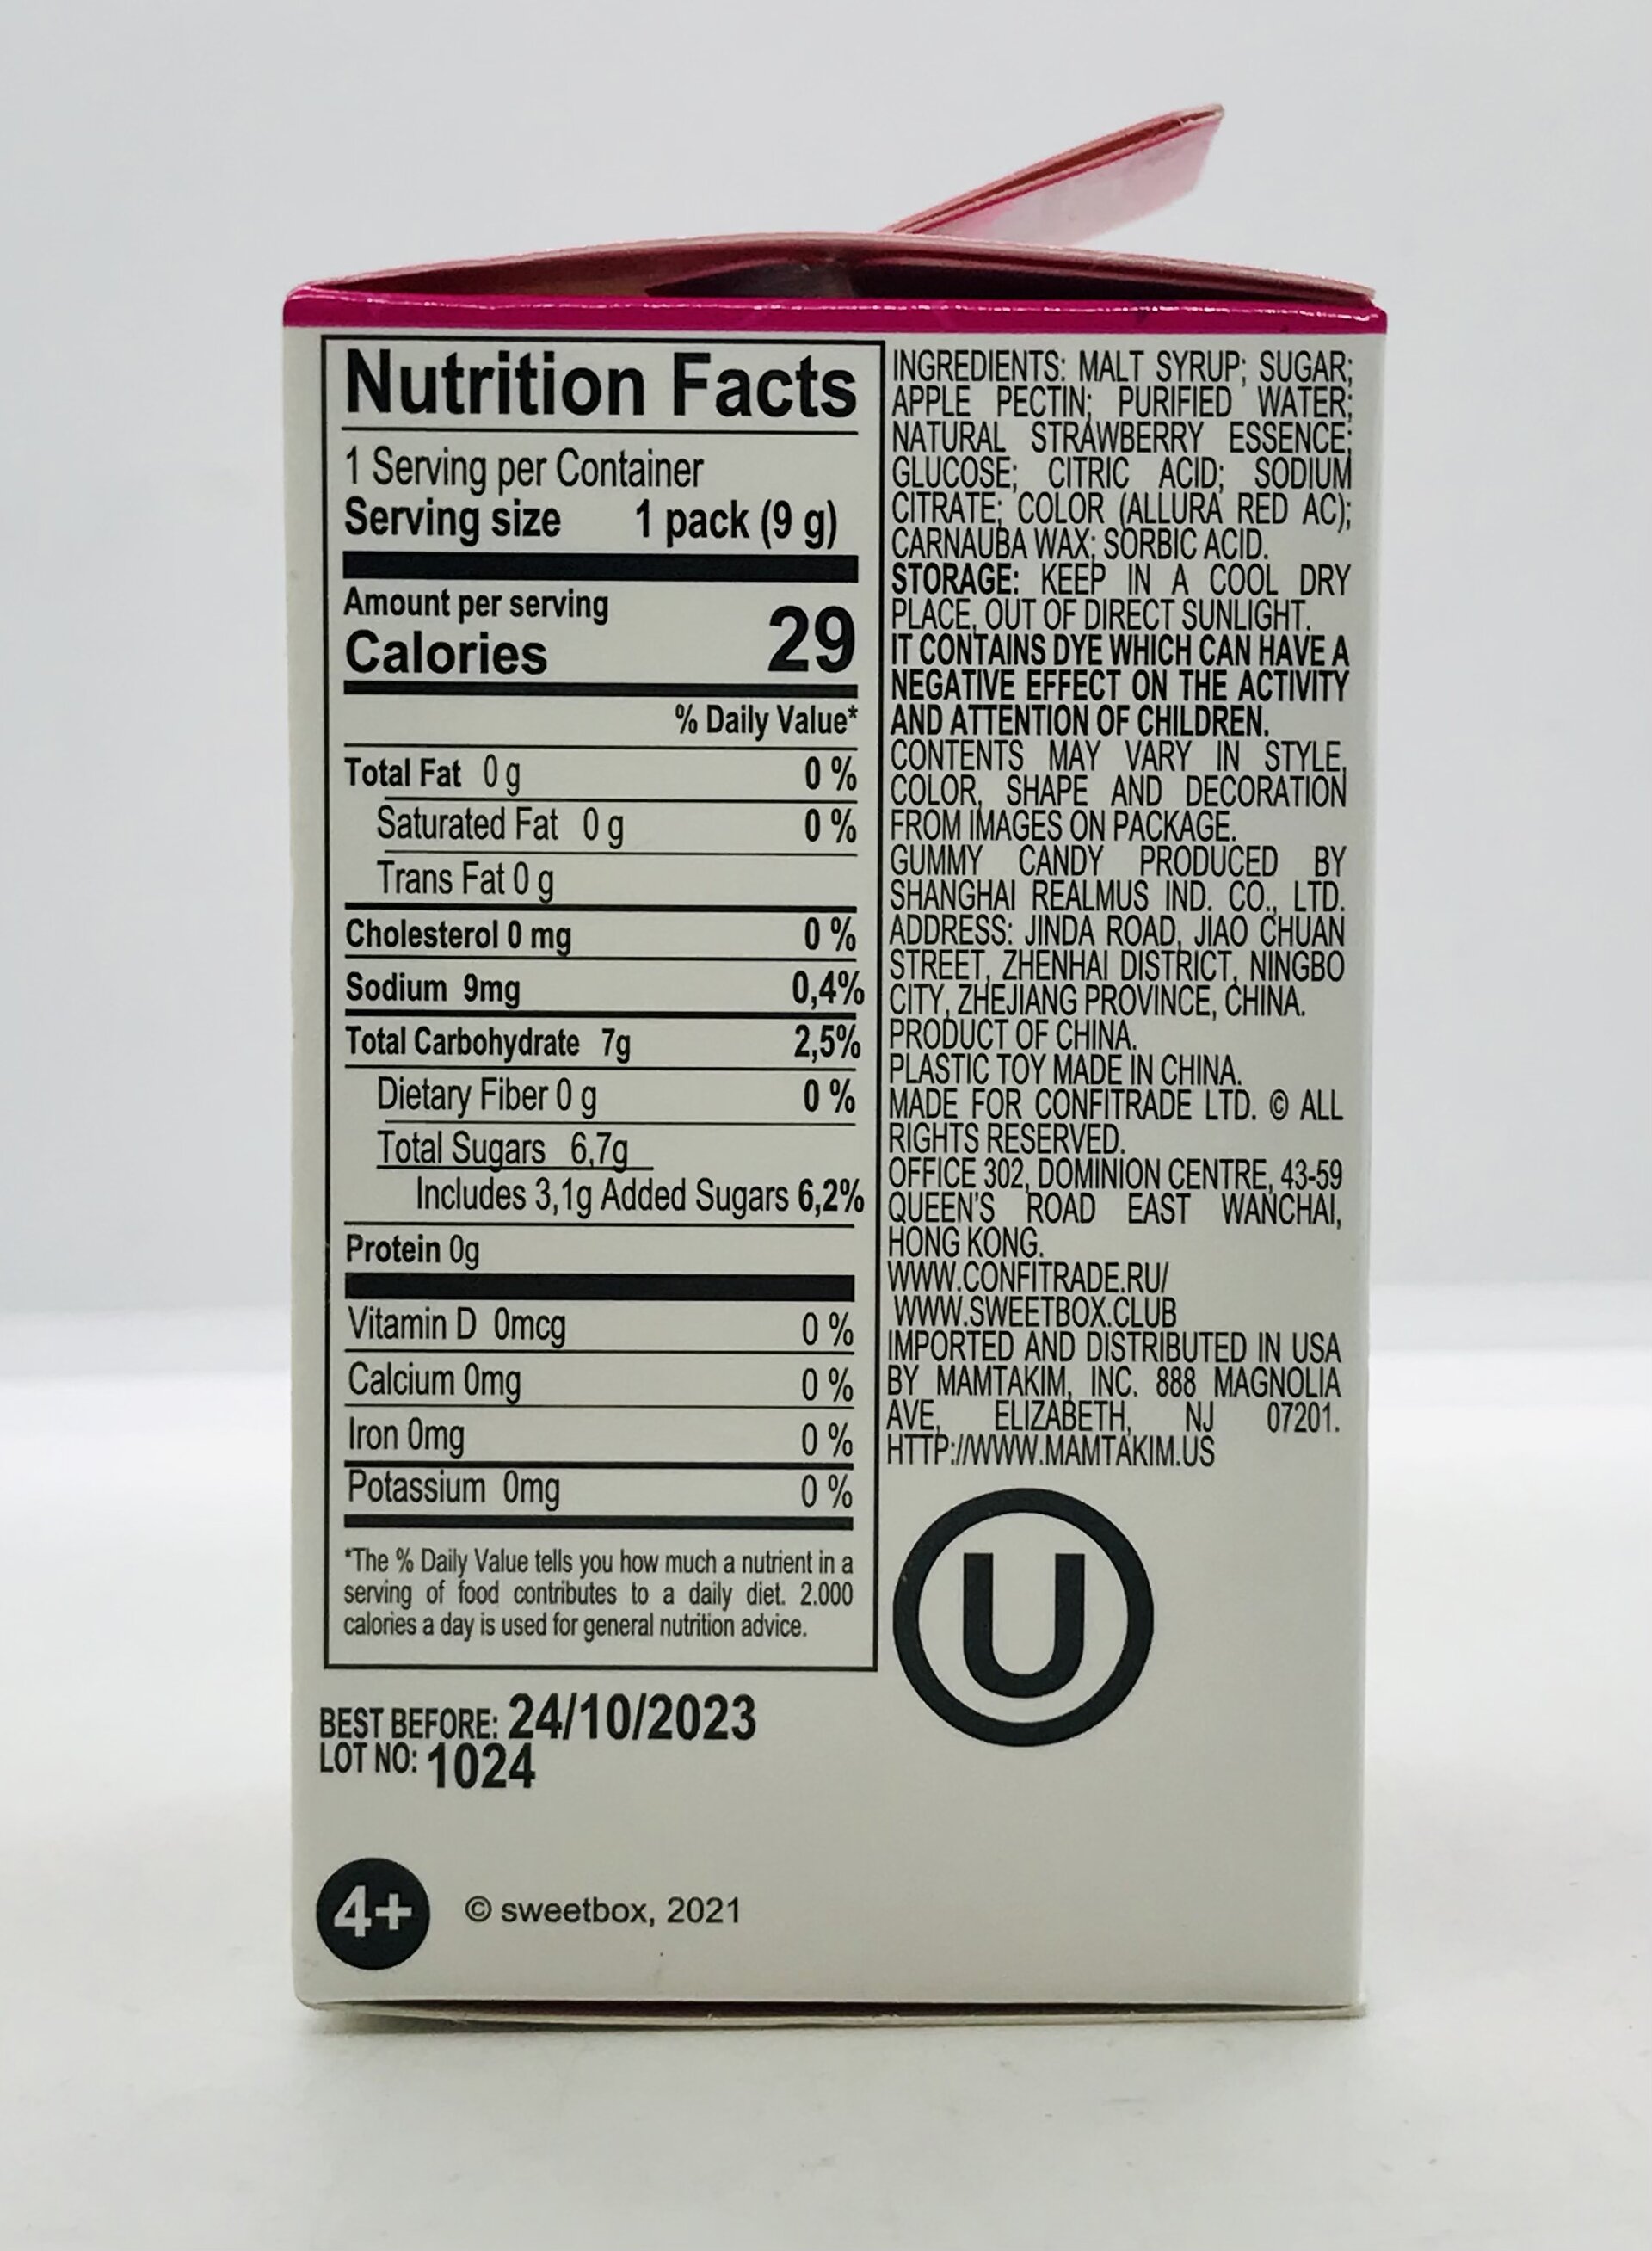 Nutrition Facts
1 Serving per Container
Serving size 1 pack (9 g)
Amount per serving
Calories 29
% Daily Value*
Total Fat 0 g 0 %
Saturated Fat 0 g 0 %
Trans Fat 0 g
Cholesterol 0 mg 0 %
Sodium 9mg 0,4%
Total Carbohydrate 7g 2,5%
Dietary Fiber 0 g 0 %
Total Sugars 6,7g
Includes 3,1g Added Sugars 6,2%
Protein 0g
Vitamin D 0mcg 0 %
Calcium 0mg 0 %
Iron 0mg 0 %
Potassium 0mg 0 %
*The % Daily Value tells you how much a nutrient in a
serving of food contributes to a daily diet. 2.000
calories a day is used for general nutrition advice.
BEST BEFORE: 24/10/2023
LOT NO: 1024
4+ © sweetbox, 2021
INGREDIENTS: MALT SYRUP; SUGAR;
APPLE PECTIN; PURIFIED WATER;
NATURAL STRAWBERRY ESSENCE;
GLUCOSE; CITRIC ACID; SODIUM
CITRATE; COLOR (ALLURA RED AC);
CARNAUBA WAX; SORBIC ACID.
STORAGE: KEEP IN A COOL DRY
PLACE, OUT OF DIRECT SUNLIGHT.
IT CONTAINS DYE WHICH CAN HAVE A
NEGATIVE EFFECT ON THE ACTIVITY
AND ATTENTION OF CHILDREN.
CONTENTS MAY VARY IN STYLE,
COLOR, SHAPE AND DECORATION
FROM IMAGES ON PACKAGE.
GUMMY CANDY PRODUCED BY
SHANGHAI REALMUS IND. CO., LTD.
ADDRESS: JINDA ROAD, JIAO CHUAN
STREET, ZHENHAI DISTRICT, NINGBO
CITY, ZHEJIANG PROVINCE, CHINA.
PRODUCT OF CHINA.
PLASTIC TOY MADE IN CHINA.
MADE FOR CONFITRADE LTD. © ALL
RIGHTS RESERVED.
OFFICE 302, DOMINION CENTRE, 43-59
QUEEN'S ROAD EAST WANCHAI,
HONG KONG.
WWW.CONFITRADE.RU/
WWW.SWEETBOX.CLUB
IMPORTED AND DISTRIBUTED IN USA
BY MAMTAKIM, INC. 888 MAGNOLIA
AVE, ELIZABETH, NJ 07201.
HTTP://WWW.MAMTAKIM.US
U